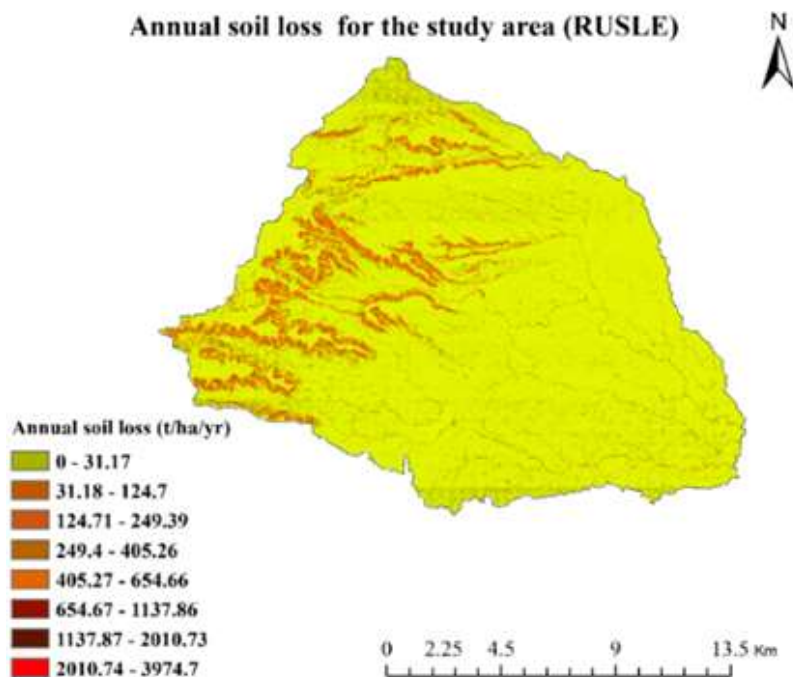 Annual soil loss for the study area (RUSLE)
N
Annual soil loss (t/ha/yr)
0 - 31.17
31.18 - 124.7
124.71 - 249.39
249.4 - 405.26
405.27 - 654.66
654.67 - 1137.86
1137.87 - 2010.73
2010.74 - 3974.7
0 2.25 4.5 9 13.5 Km